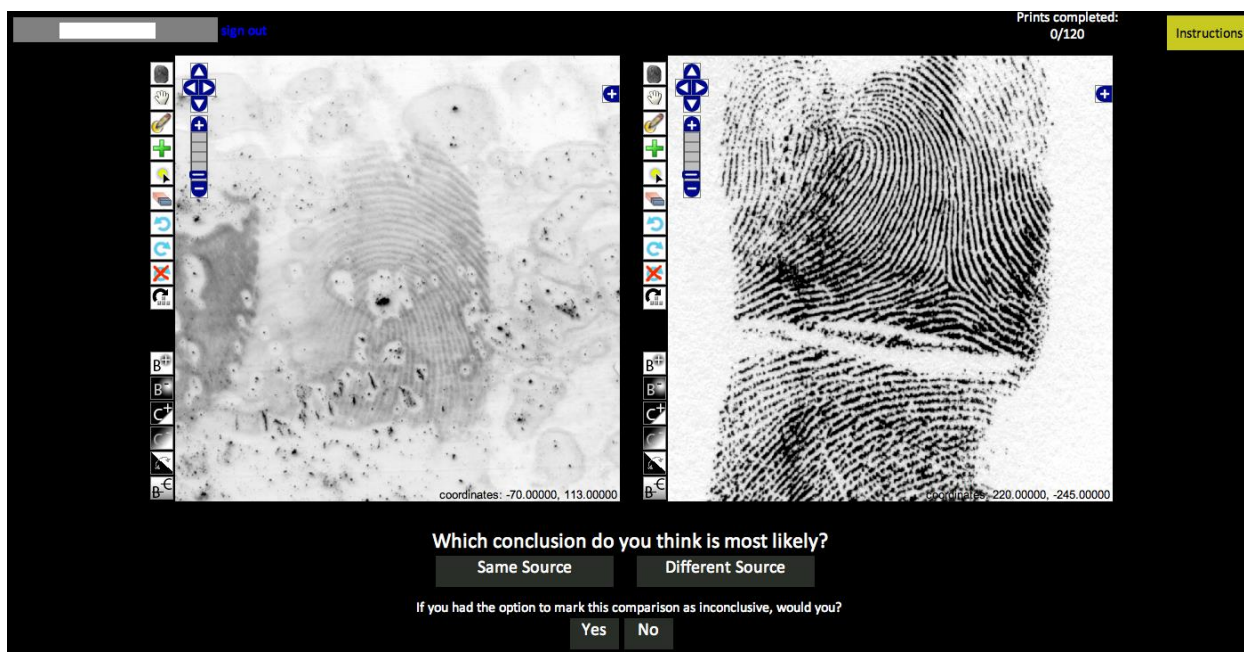 sign out
Prints completed:
0/120
Instructions
coordinates: -70.00000, 113.00000
coordinates: 220.00000, -245.00000
B
B
C+
C
B
Which conclusion do you think is most likely?
Same Source
Different Source
If you had the option to mark this comparison as inconclusive, would you?
Yes
No